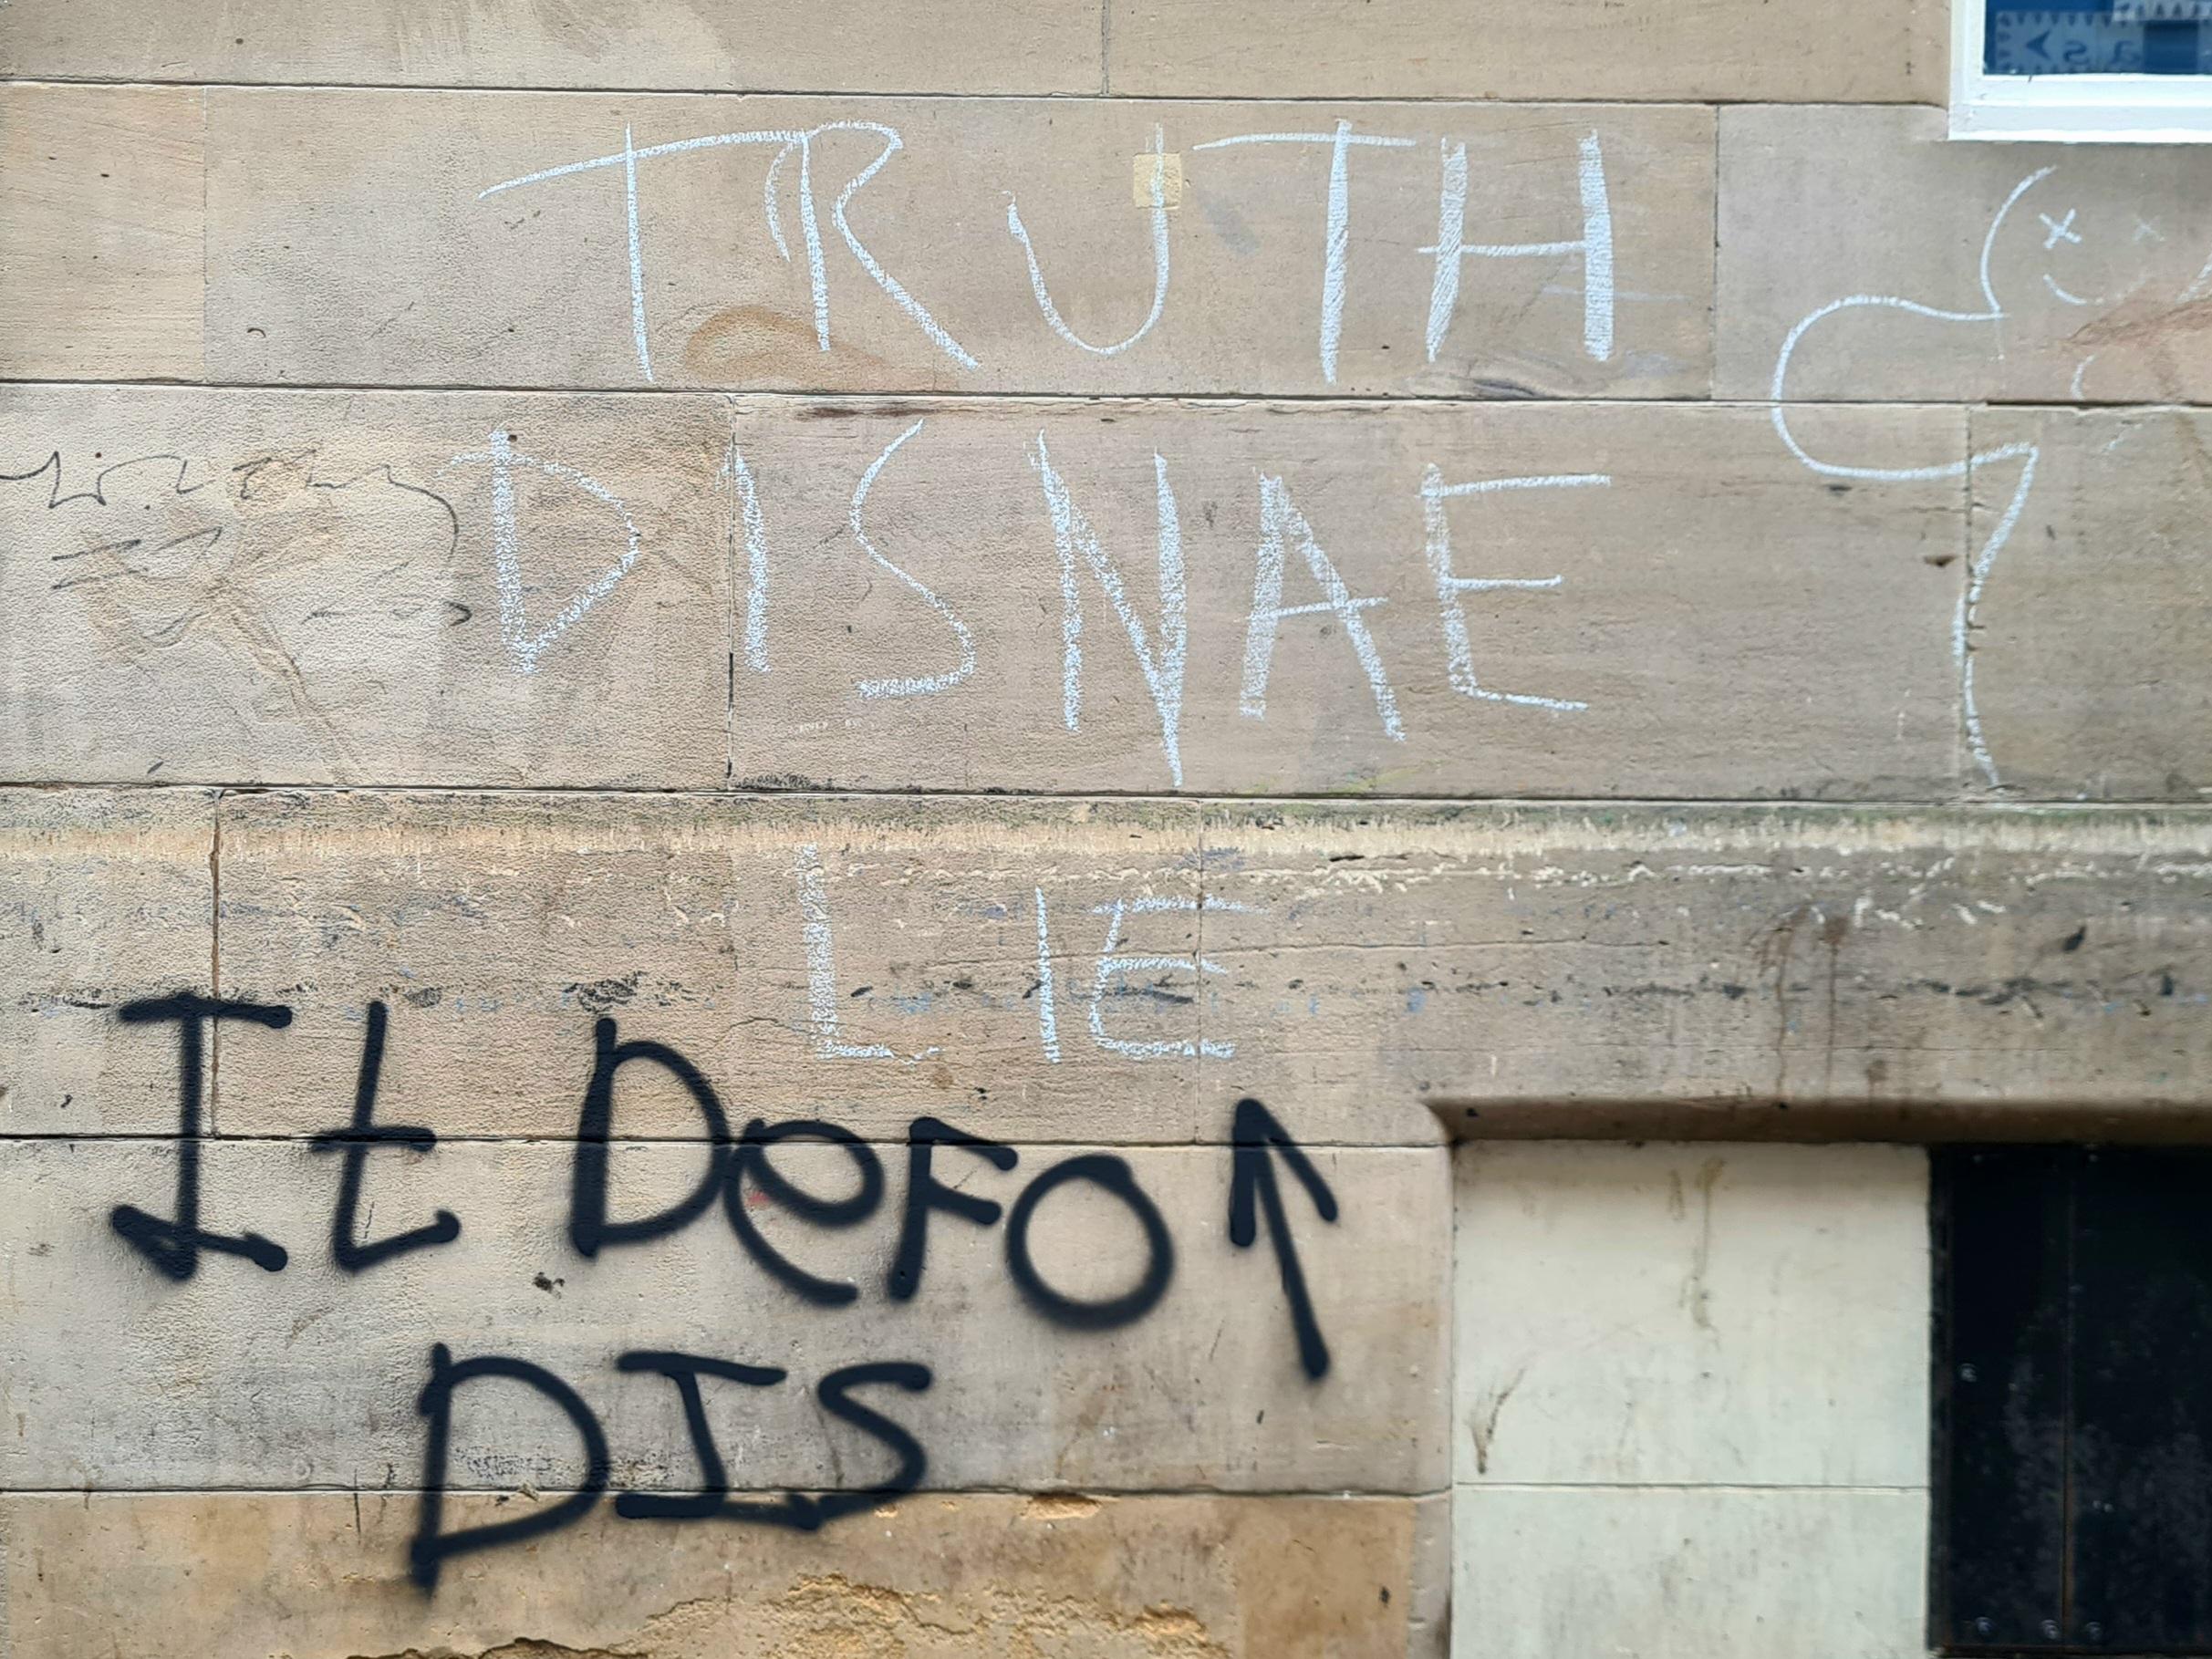 TRUTH
DISNAE
LIE
It DeFO ↑
DIS